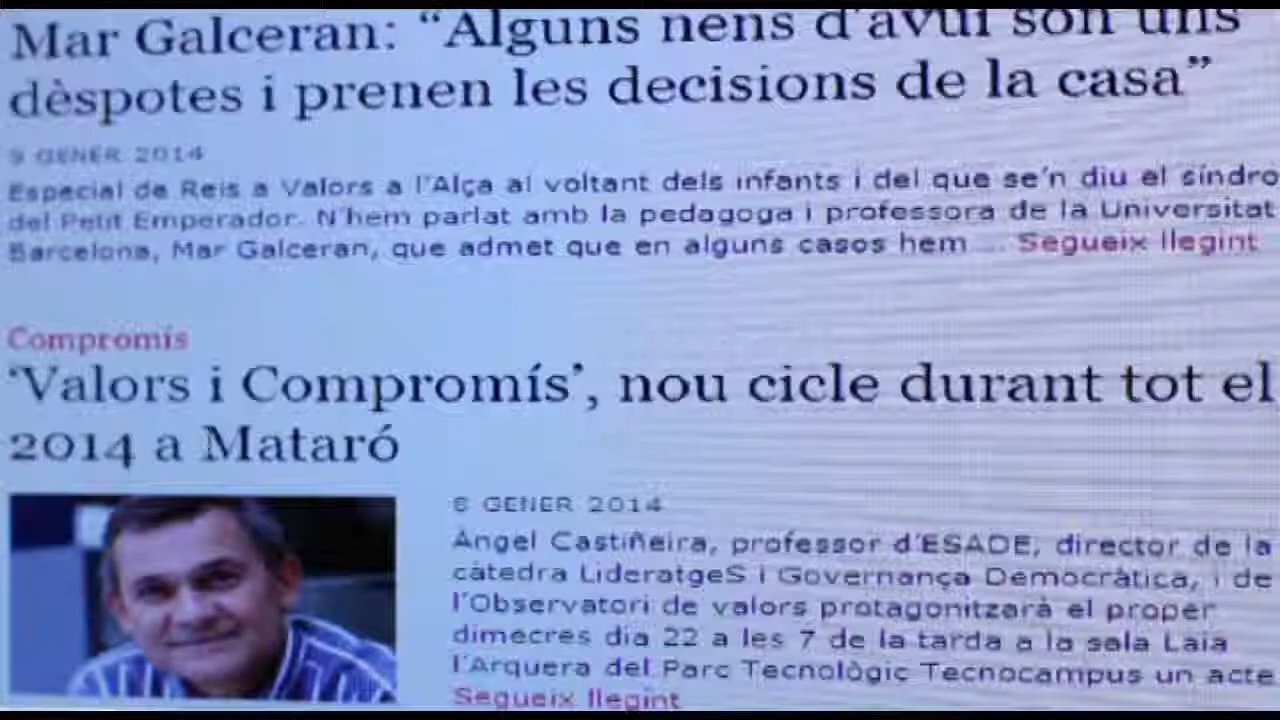 Mar Galceran: “Alguns nens d’avui són uns
dèspotes i prenen les decisions de la casa”
9 GENER 2014
Especial de Reis a Valors a l’Alça al voltant dels infants i del que se’n diu el síndro
del Petit Emperador. N’hem parlat amb la pedagoga i professora de la Universitat
Barcelona, Mar Galceran, que admet que en alguns casos hem ... Segueix llegint
Compromís
‘Valors i Compromís’, nou cicle durant tot el
2014 a Mataró
8 GENER 2014
Àngel Castiñeira, professor d’ESADE, director de la
càtedra LideratgeS i Governança Democràtica, i de
l’Observatori de valors protagonitzarà el proper
dimecres dia 22 a les 7 de la tarda a la sala Laia
l’Arquera del Parc Tecnològic Tecnocampus un acte
Segueix llegint